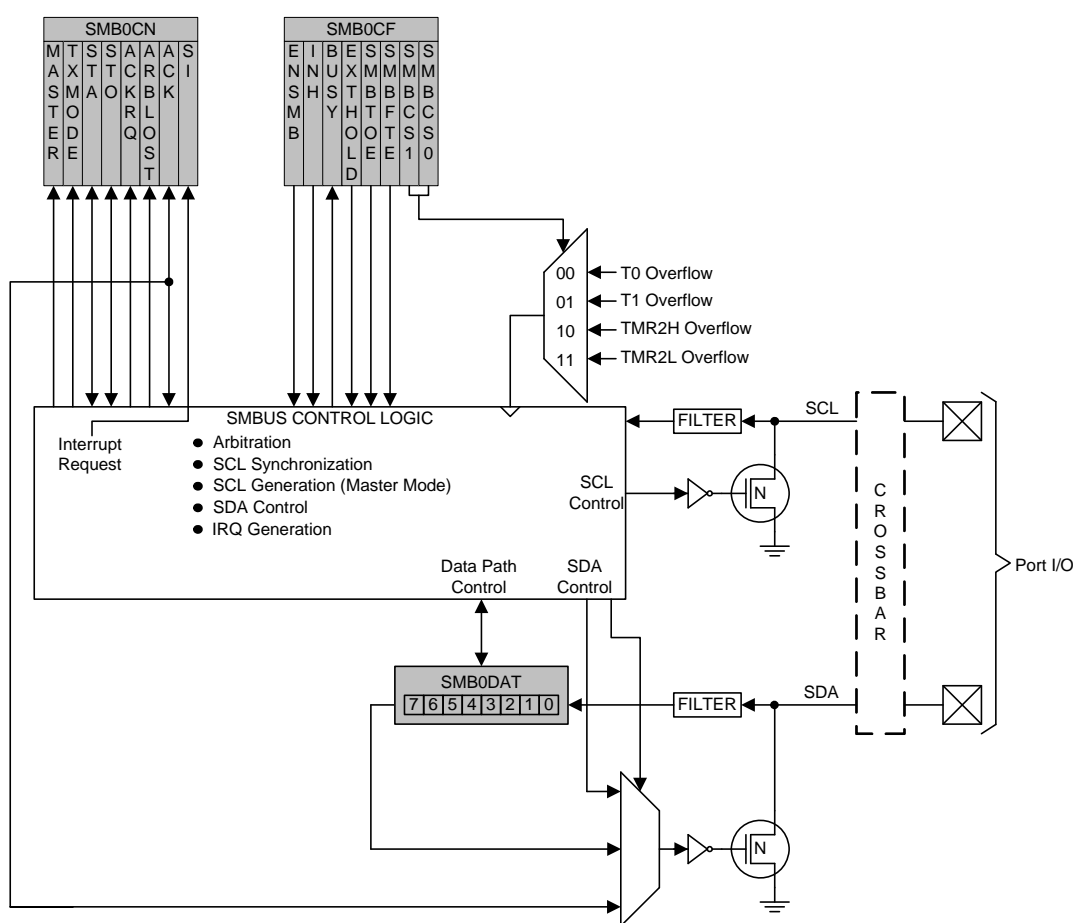 SMB0CN
MASTER
TXMODE
STA
STO
ACKRQ
ARBLOST
ACK
SI
SMB0CF
ENSMB
INH
BUSY
EXTHOLD
SMBTOE
SMBFTE
SMBCS1
SMBCS0
00
T0 Overflow
01
T1 Overflow
10
TMR2H Overflow
11
TMR2L Overflow
SMBUS CONTROL LOGIC
Interrupt
Request
● Arbitration
● SCL Synchronization
● SCL Generation (Master Mode)
● SDA Control
● IRQ Generation
SCL
Control
Data Path
Control
SDA
Control
FILTER
SCL
N
CROSSBAR
Port I/O
SMB0DAT
7 6 5 4 3 2 1 0
FILTER
SDA
N